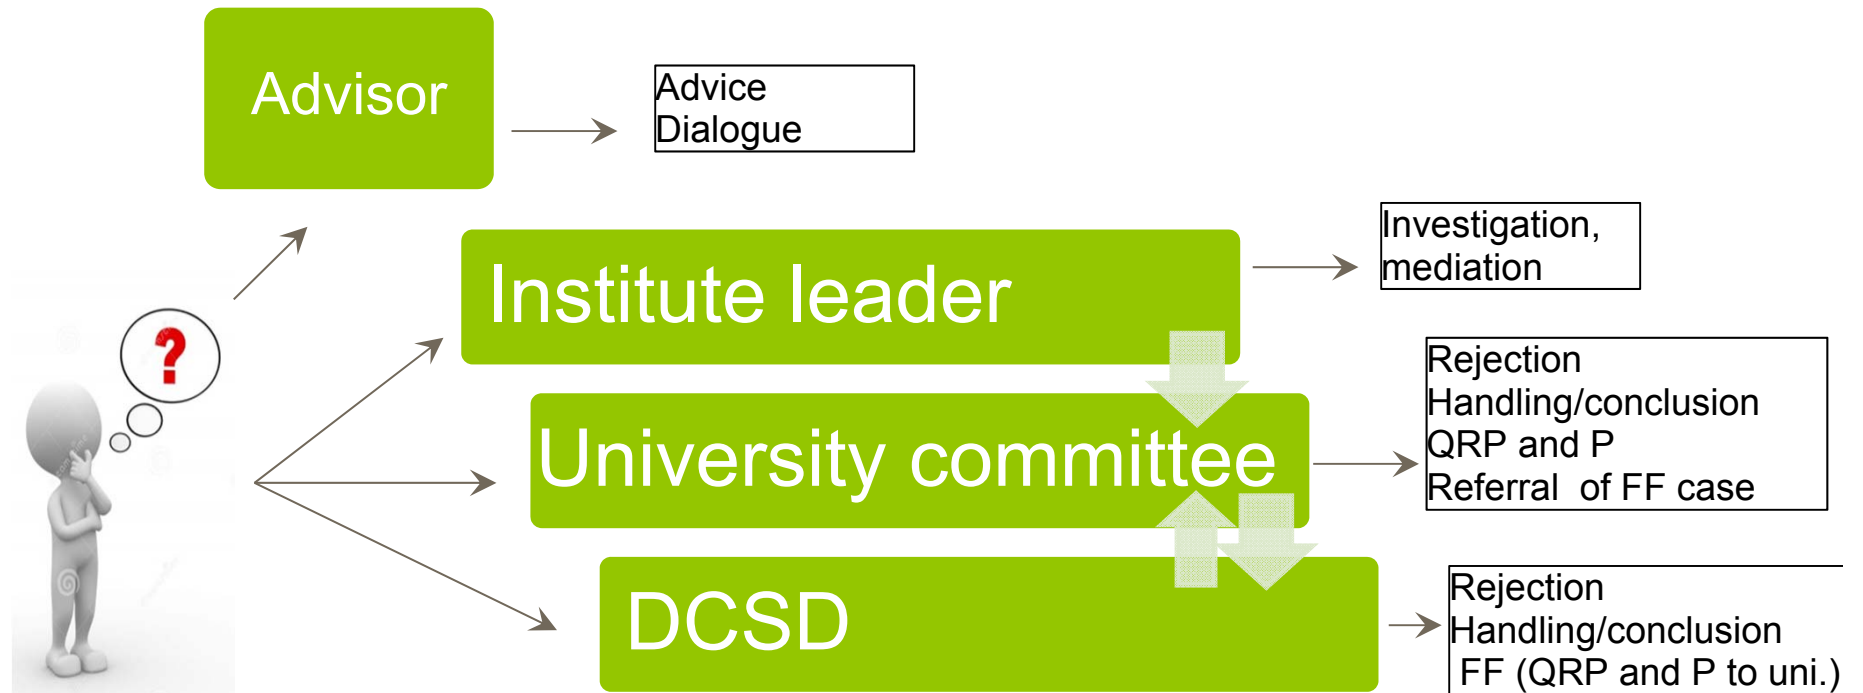 Advisor
Advice
Dialogue
Institute leader
Investigation,
mediation
?
University committee
Rejection
Handling/conclusion
QRP and P
Referral of FF case
DCSD
Rejection
Handling/conclusion
FF (QRP and P to uni.)